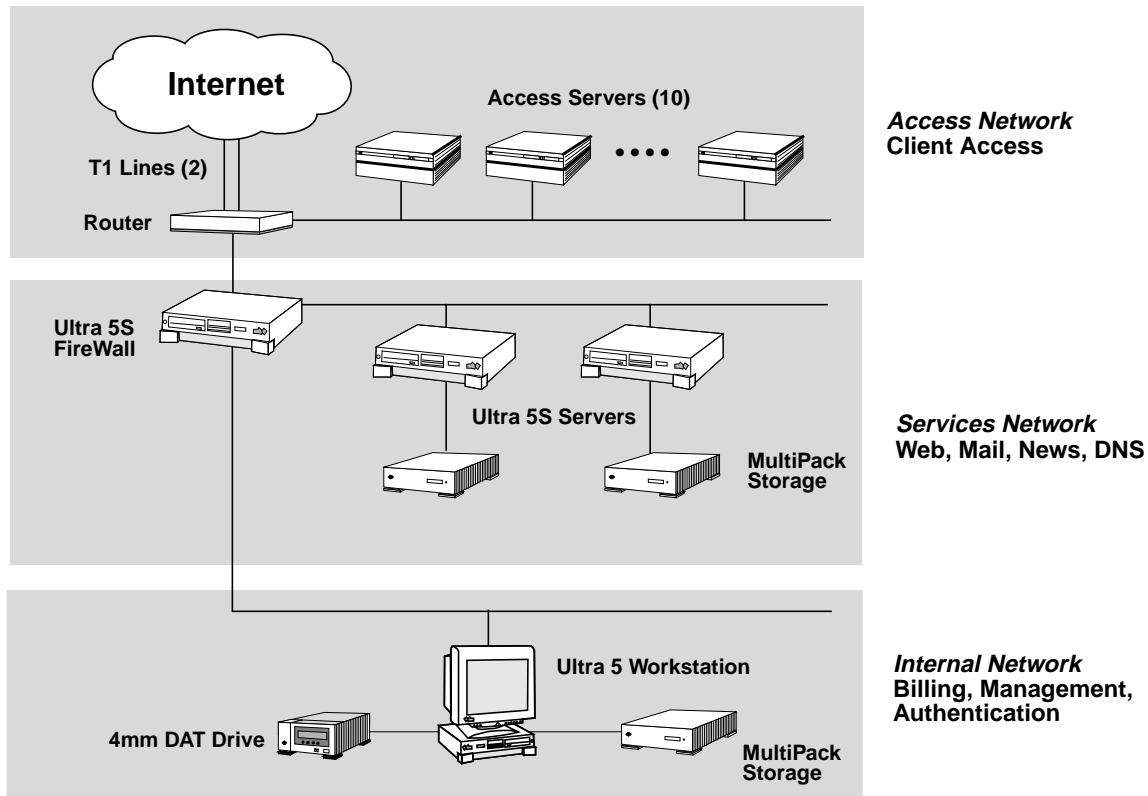 Internet
Access Servers (10)
Access Network
Client Access
T1 Lines (2)
Router
Ultra 5S
FireWall
Ultra 5S Servers
MultiPack
Storage
Services Network
Web, Mail, News, DNS
Ultra 5 Workstation
4mm DAT Drive
MultiPack
Storage
Internal Network
Billing, Management,
Authentication